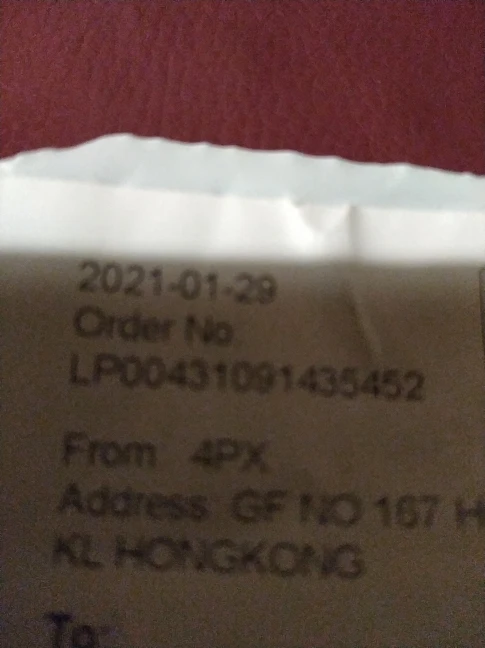 2021-01-29
Order No
LP00431091435452
From 4PX
Address GF NO 167 H
KL HONGKONG
To: